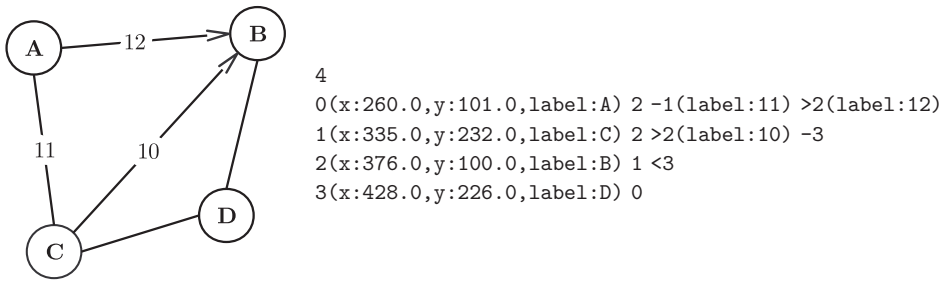 A
12
B
11
10
D
C
4
0(x:260.0,y:101.0,label:A) 2 -1(label:11) >2(label:12)
1(x:335.0,y:232.0,label:C) 2 >2(label:10) -3
2(x:376.0,y:100.0,label:B) 1 <3
3(x:428.0,y:226.0,label:D) 0